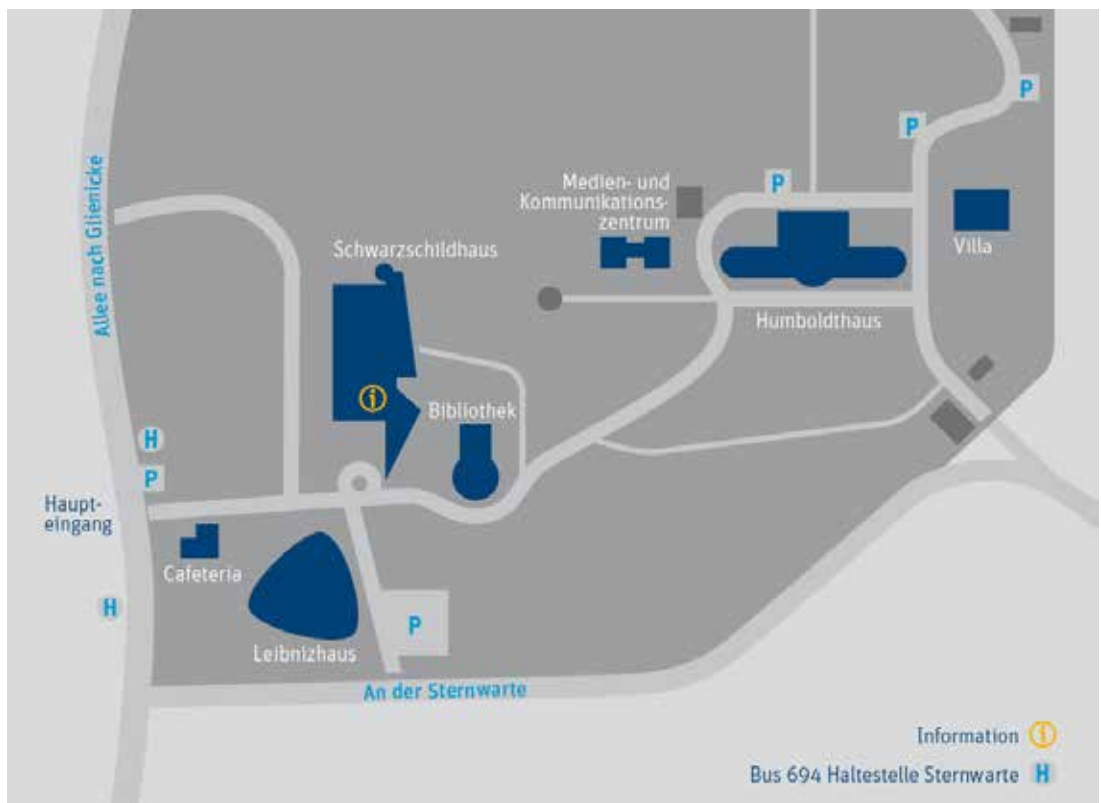 P
P
Allee nach Glienicke
Medien- und
Kommunikations-
zentrum
P
Villa
Schwarzschildhaus
Humboldthaus
i
Bibliothek
H
P
Haupt-
eingang
Cafeteria
H
P
Leibnizhaus
An der Sternwarte
Information i
Bus 694 Haltestelle Sternwarte H